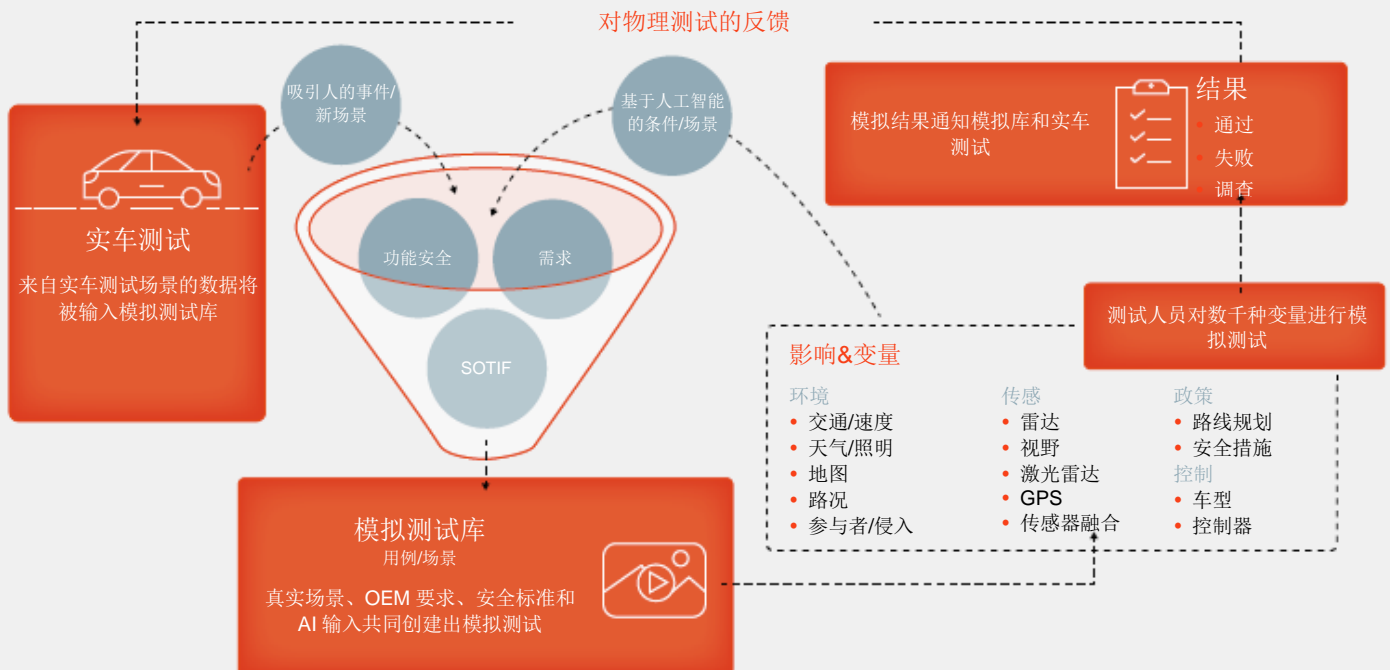 对物理测试的反馈
吸引人的事件/
新场景
基于人工智能
的条件/场景
模拟结果通知模拟库和实车
测试
结果
• 通过
• 失败
• 调查
实车测试
来自实车测试场景的数据将
被输入模拟测试库
功能安全
需求
SOTIF
测试人员对数千种变量进行模
拟测试
影响&变量
环境
• 交通/速度
• 天气/照明
• 地图
• 路况
• 参与者/侵入
传感
• 雷达
• 视野
• 激光雷达
• GPS
• 传感器融合
政策
• 路线规划
• 安全措施
控制
• 车型
• 控制器
模拟测试库
用例/场景
真实场景、OEM 要求、安全标准和
AI 输入共同创建出模拟测试